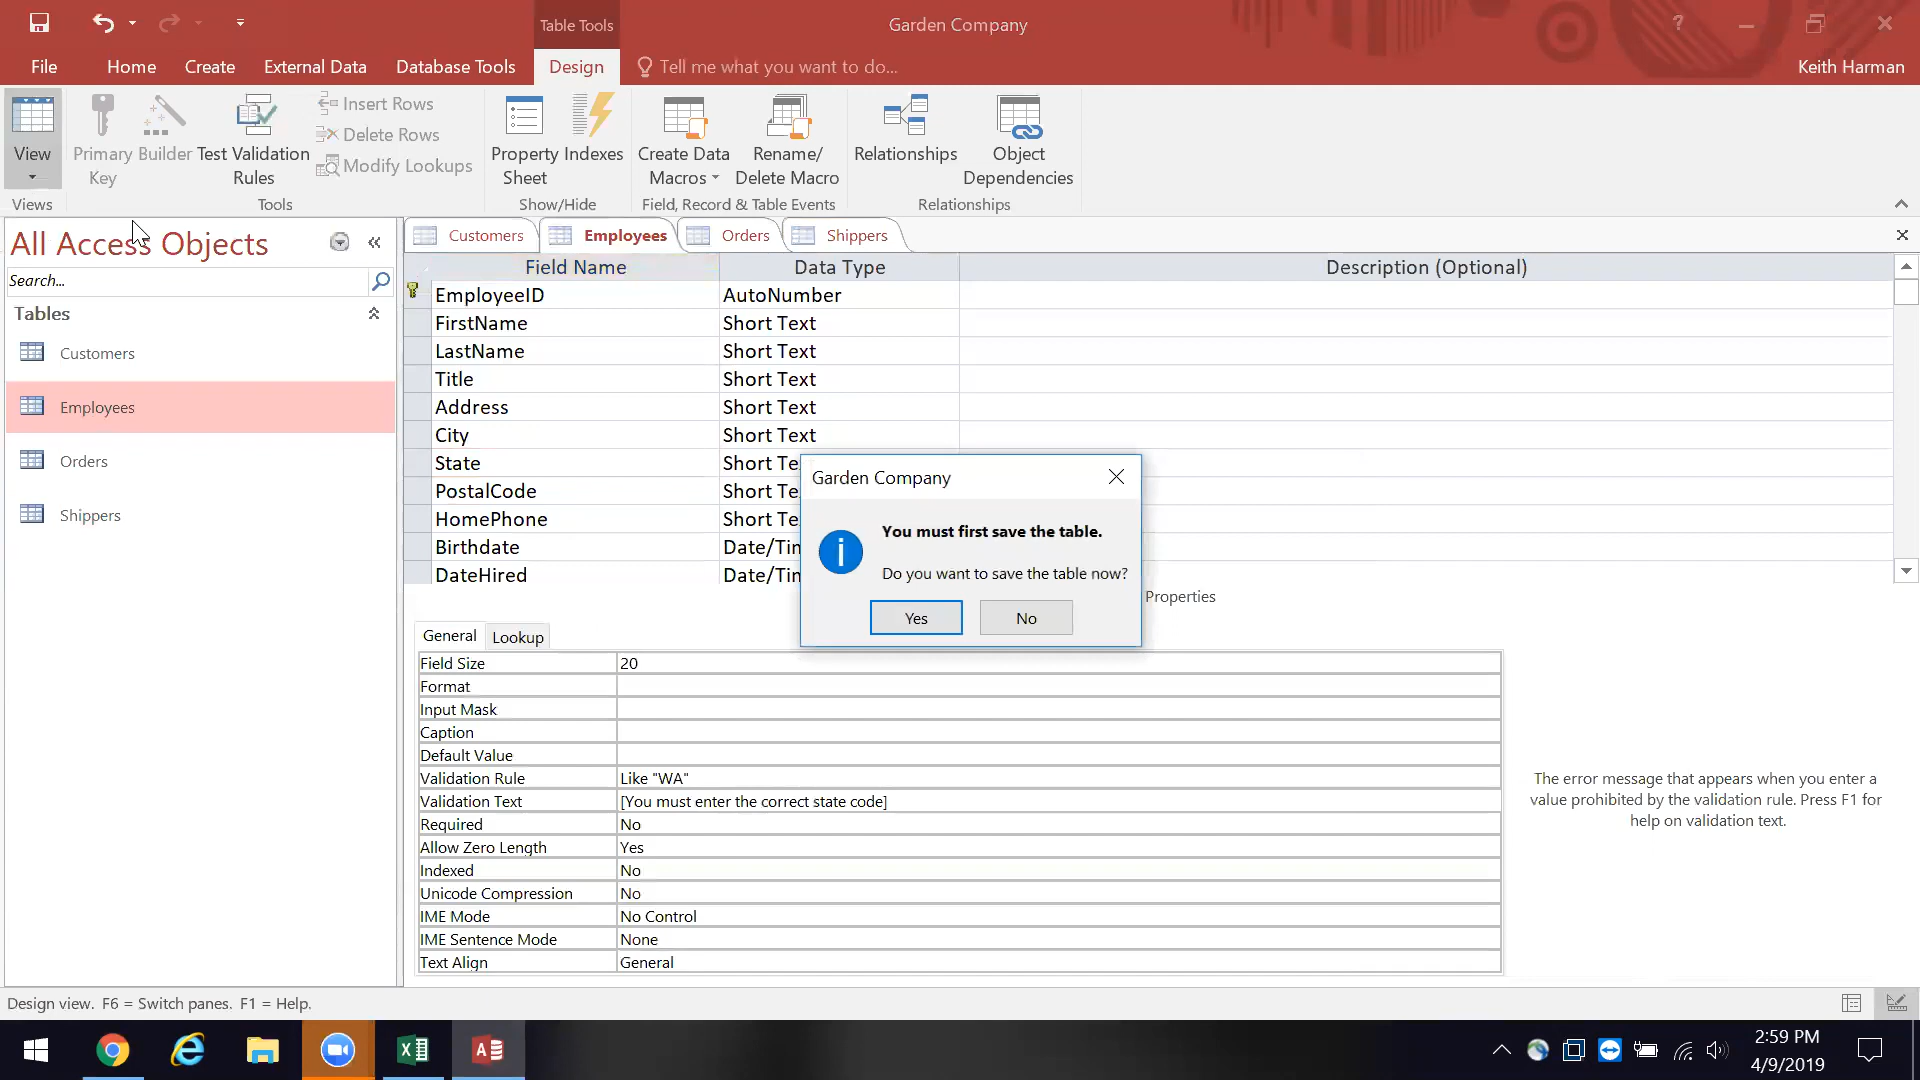 Table Tools
Garden Company
?
File
Home
Create
External Data
Database Tools
Design
Tell me what you want to do...
Keith Harman
View
Primary Key
Builder
Test Validation Rules
Insert Rows
Delete Rows
Modify Lookups
Property Sheet
Indexes
Create Data Macros
Rename/ Delete Macro
Relationships
Object Dependencies
Views
Tools
Show/Hide
Field, Record & Table Events
Relationships
All Access Objects
Search...
Tables
Customers
Employees
Orders
Shippers
Customers
Employees
Orders
Shippers
Field Name
Data Type
Description (Optional)
EmployeeID AutoNumber
FirstName Short Text
LastName Short Text
Title Short Text
Address Short Text
City Short Text
State Short Te
PostalCode Short Te
HomePhone Short Te
Birthdate Date/Tin
DateHired Date/Tin
Properties
Garden Company
You must first save the table.
Do you want to save the table now?
Yes
No
General
Lookup
Field Size 20
Format
Input Mask
Caption
Default Value
Validation Rule Like "WA"
Validation Text [You must enter the correct state code]
Required No
Allow Zero Length Yes
Indexed No
Unicode Compression No
IME Mode No Control
IME Sentence Mode None
Text Align General
The error message that appears when you enter a
value prohibited by the validation rule. Press F1 for
help on validation text.
Design view. F6 = Switch panes. F1 = Help.
2:59 PM
4/9/2019